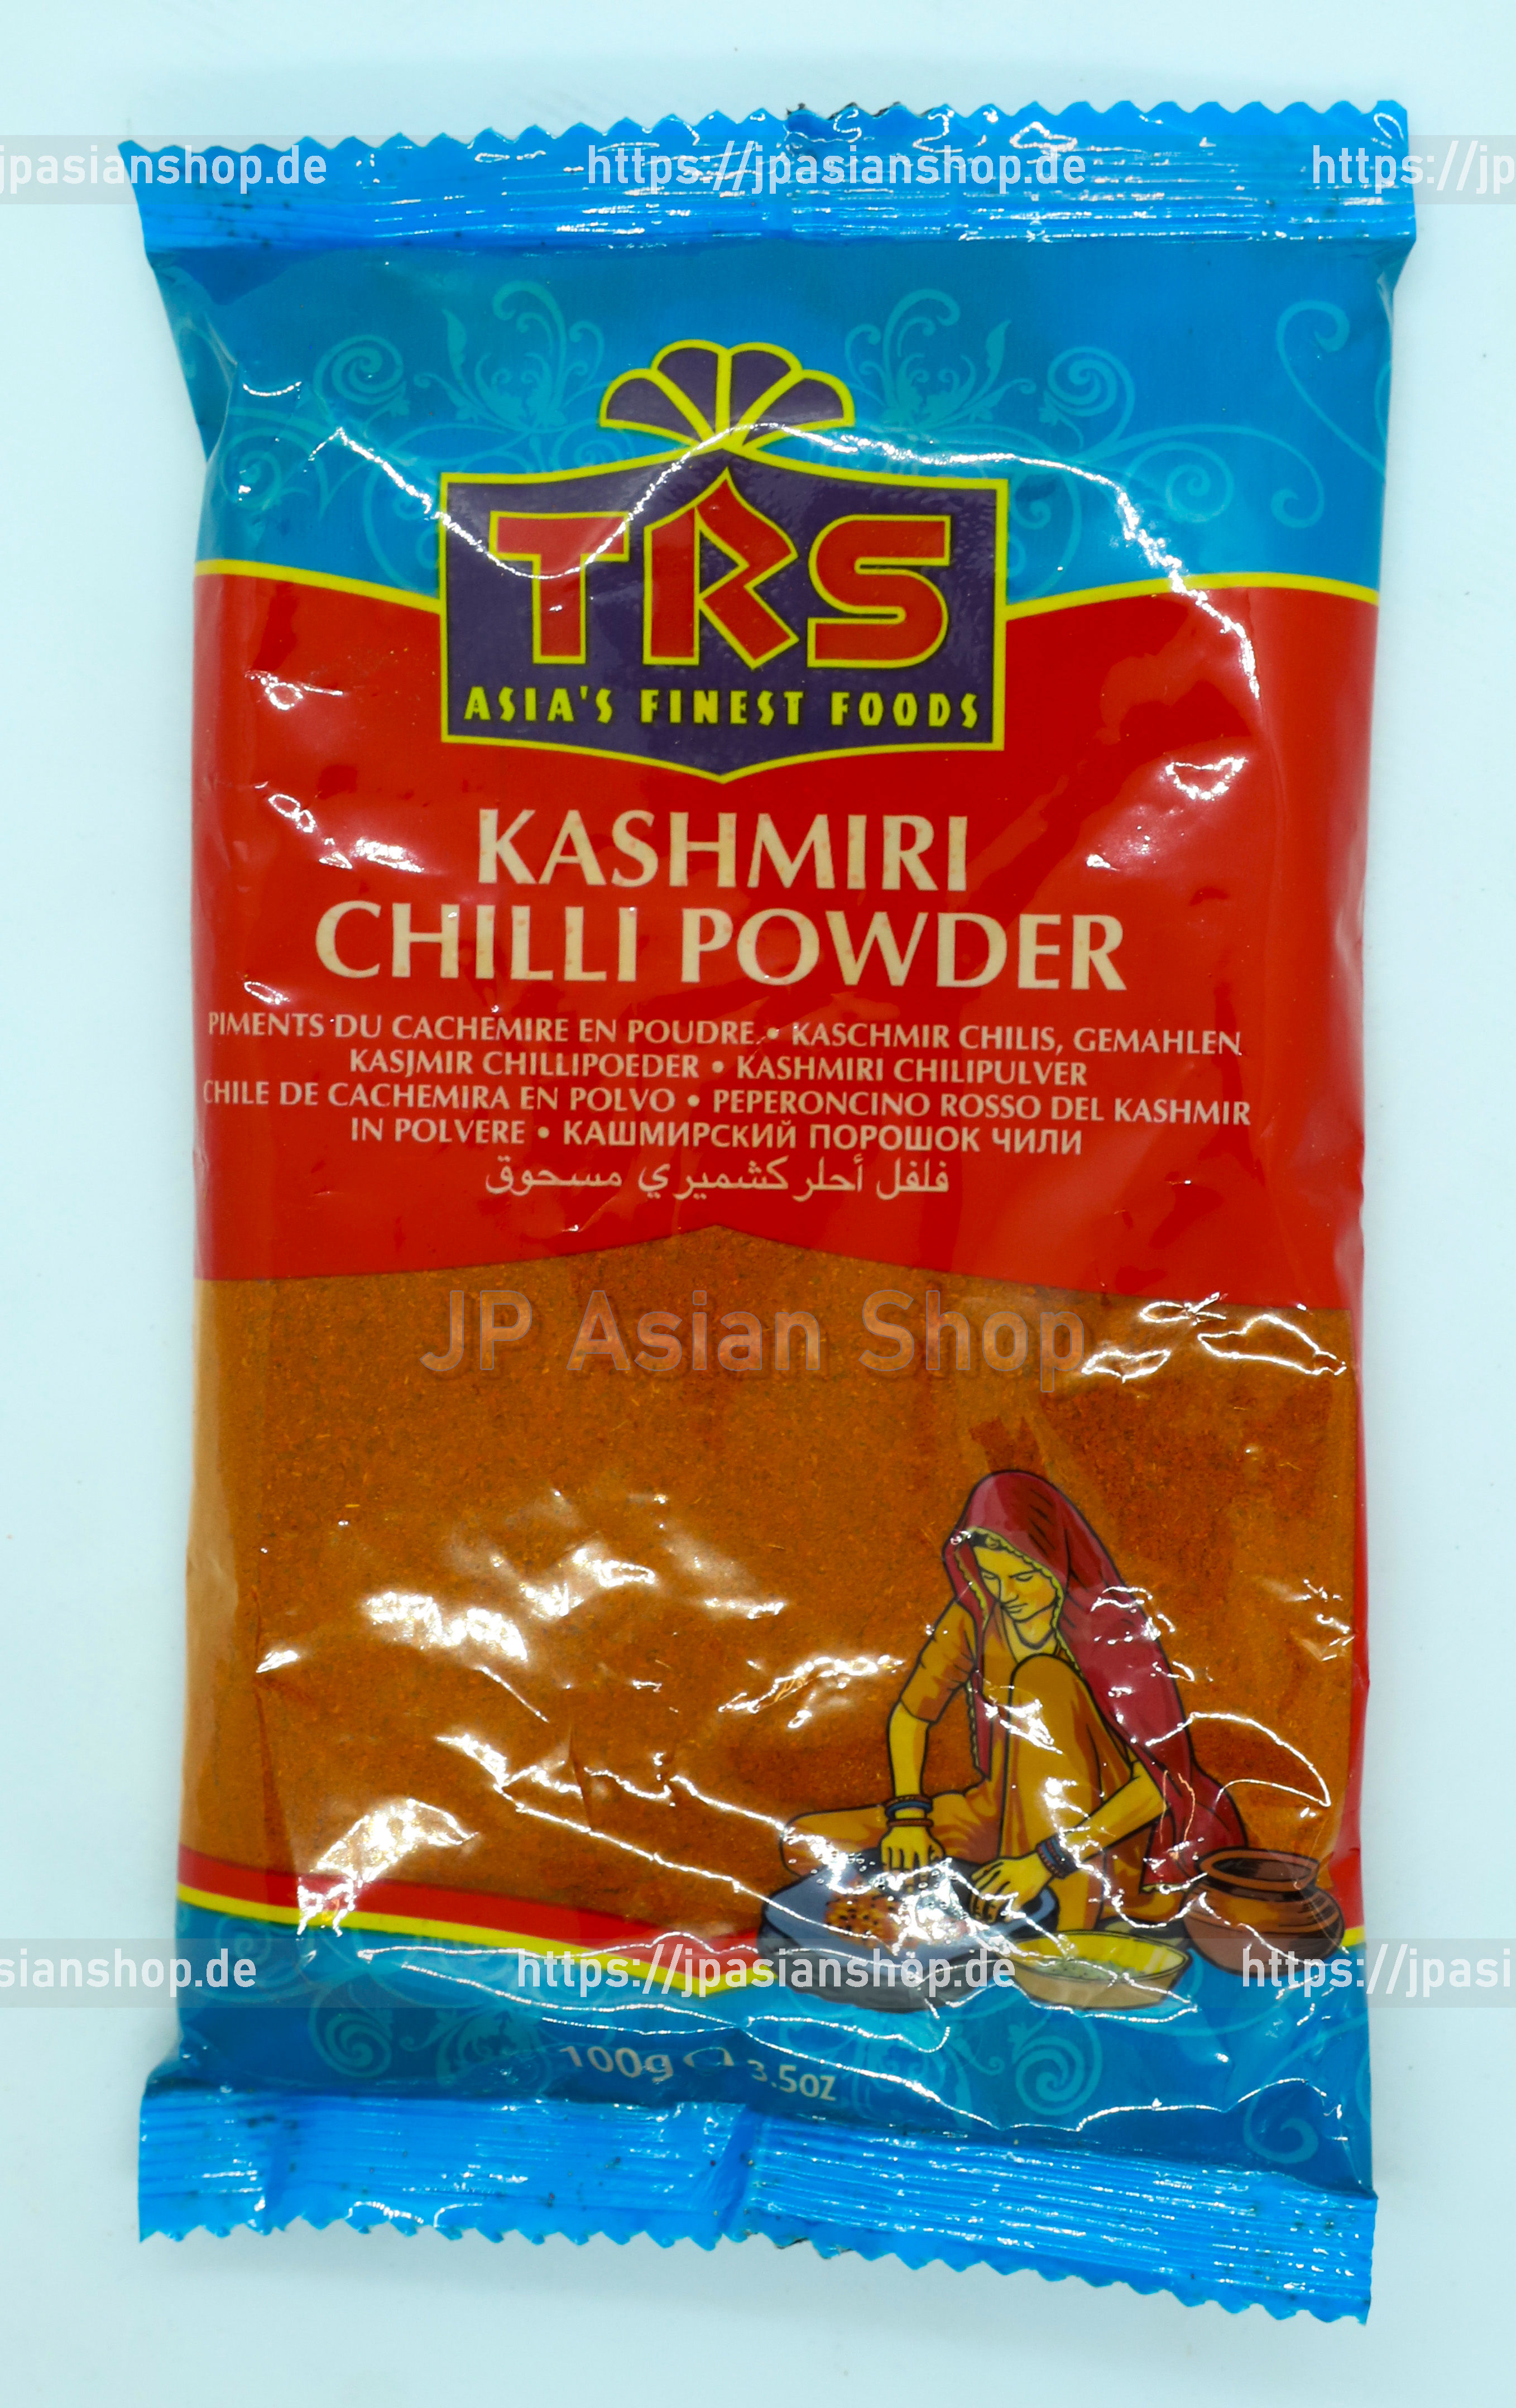 jpasianshop.de https://jpasianshop.de https://jp
TRS
ASIA'S FINEST FOODS
KASHMIRI
CHILLI POWDER
PIMENTS DU CACHEMIRE EN POUDRE • KASCHMIR CHILIS, GEMAHLEN
KASJMIR CHILLIPOEDER • KASHMIRI CHILIPULVER
CHILE DE CACHEMIRA EN POLVO • PEPERONCINO ROSSO DEL KASHMIR
IN POLVERE • КАШМИРСКИЙ ПОРОШОК ЧИЛИ
فلفل أحلر كشميري مسحوق
JP Asian Shop
sianshop.de https://jpasianshop.de https://jpasi
100g 3.5oz